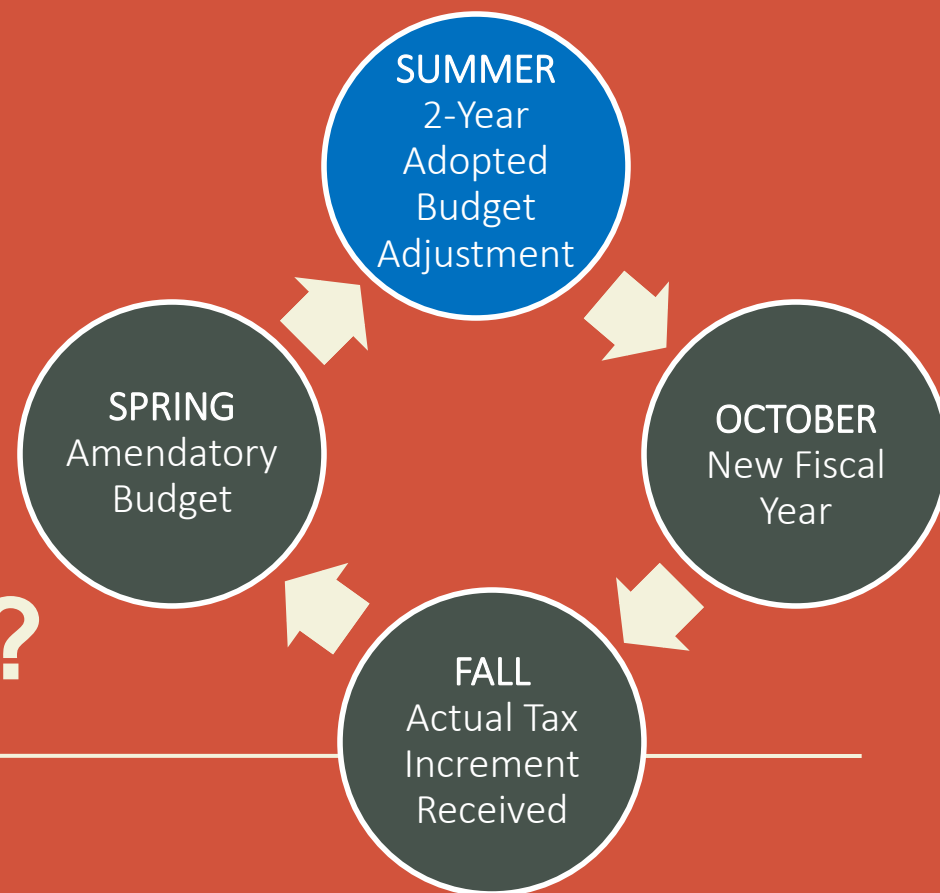 SUMMER
2-Year
Adopted
Budget
Adjustment
SPRING
Amendatory
Budget
OCTOBER
New Fiscal
Year
?
FALL
Actual Tax
Increment
Received